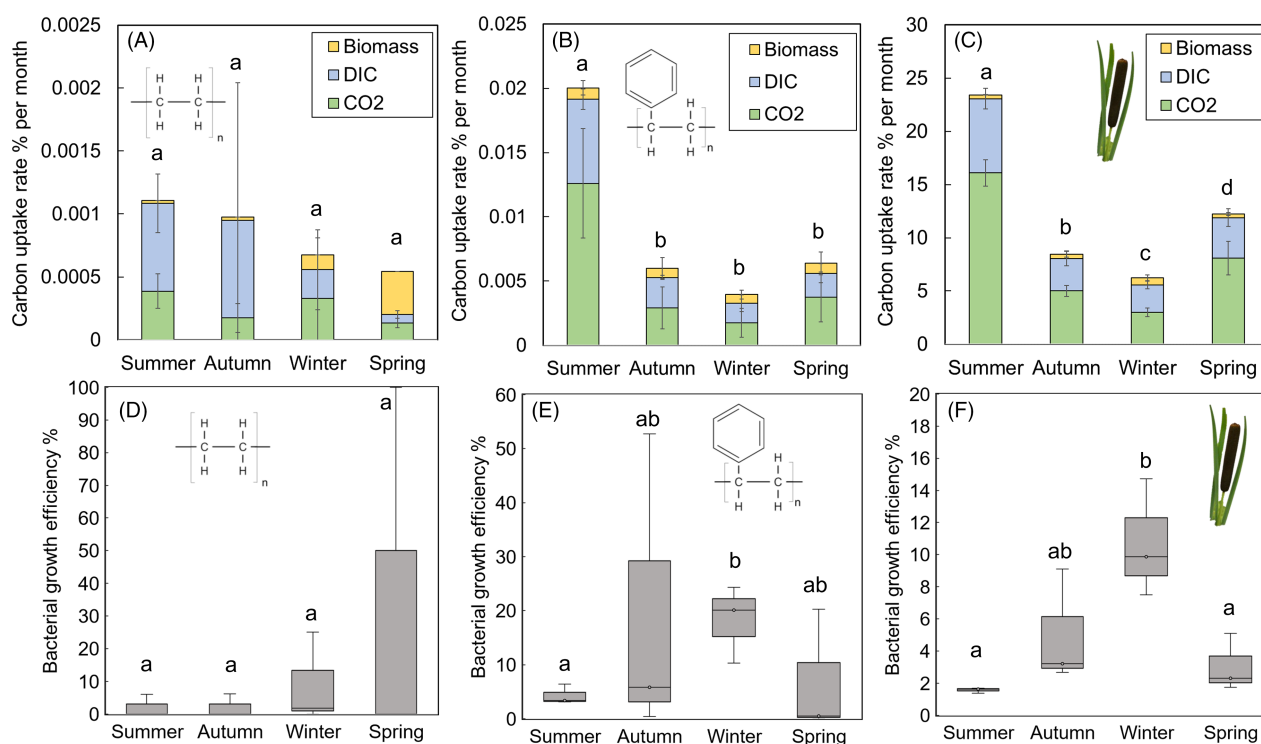 (A)
Carbon uptake rate % per month
0.0025
0.002
0.0015
0.001
0.0005
0
Biomass
DIC
CO2
H H
C C
H H
n
a
a
a
a
Summer Autumn Winter Spring
(B)
Carbon uptake rate % per month
0.025
0.02
0.015
0.01
0.005
0
Biomass
DIC
CO2
H
C C
H H
n
a
b
b
b
Summer Autumn Winter Spring
(C)
Carbon uptake rate % per month
30
25
20
15
10
5
0
Biomass
DIC
CO2
a
b
c
d
Summer Autumn Winter Spring
(D)
Bacterial growth efficiency %
100
90
80
70
60
50
40
30
20
10
0
H H
C C
H H
n
a
a
a
a
Summer Autumn Winter Spring
(E)
Bacterial growth efficiency %
60
50
40
30
20
10
0
H
C C
H H
n
a
ab
b
ab
Summer Autumn Winter Spring
(F)
Bacterial growth efficiency %
20
18
16
14
12
10
8
6
4
2
0
a
ab
b
a
Summer Autumn Winter Spring